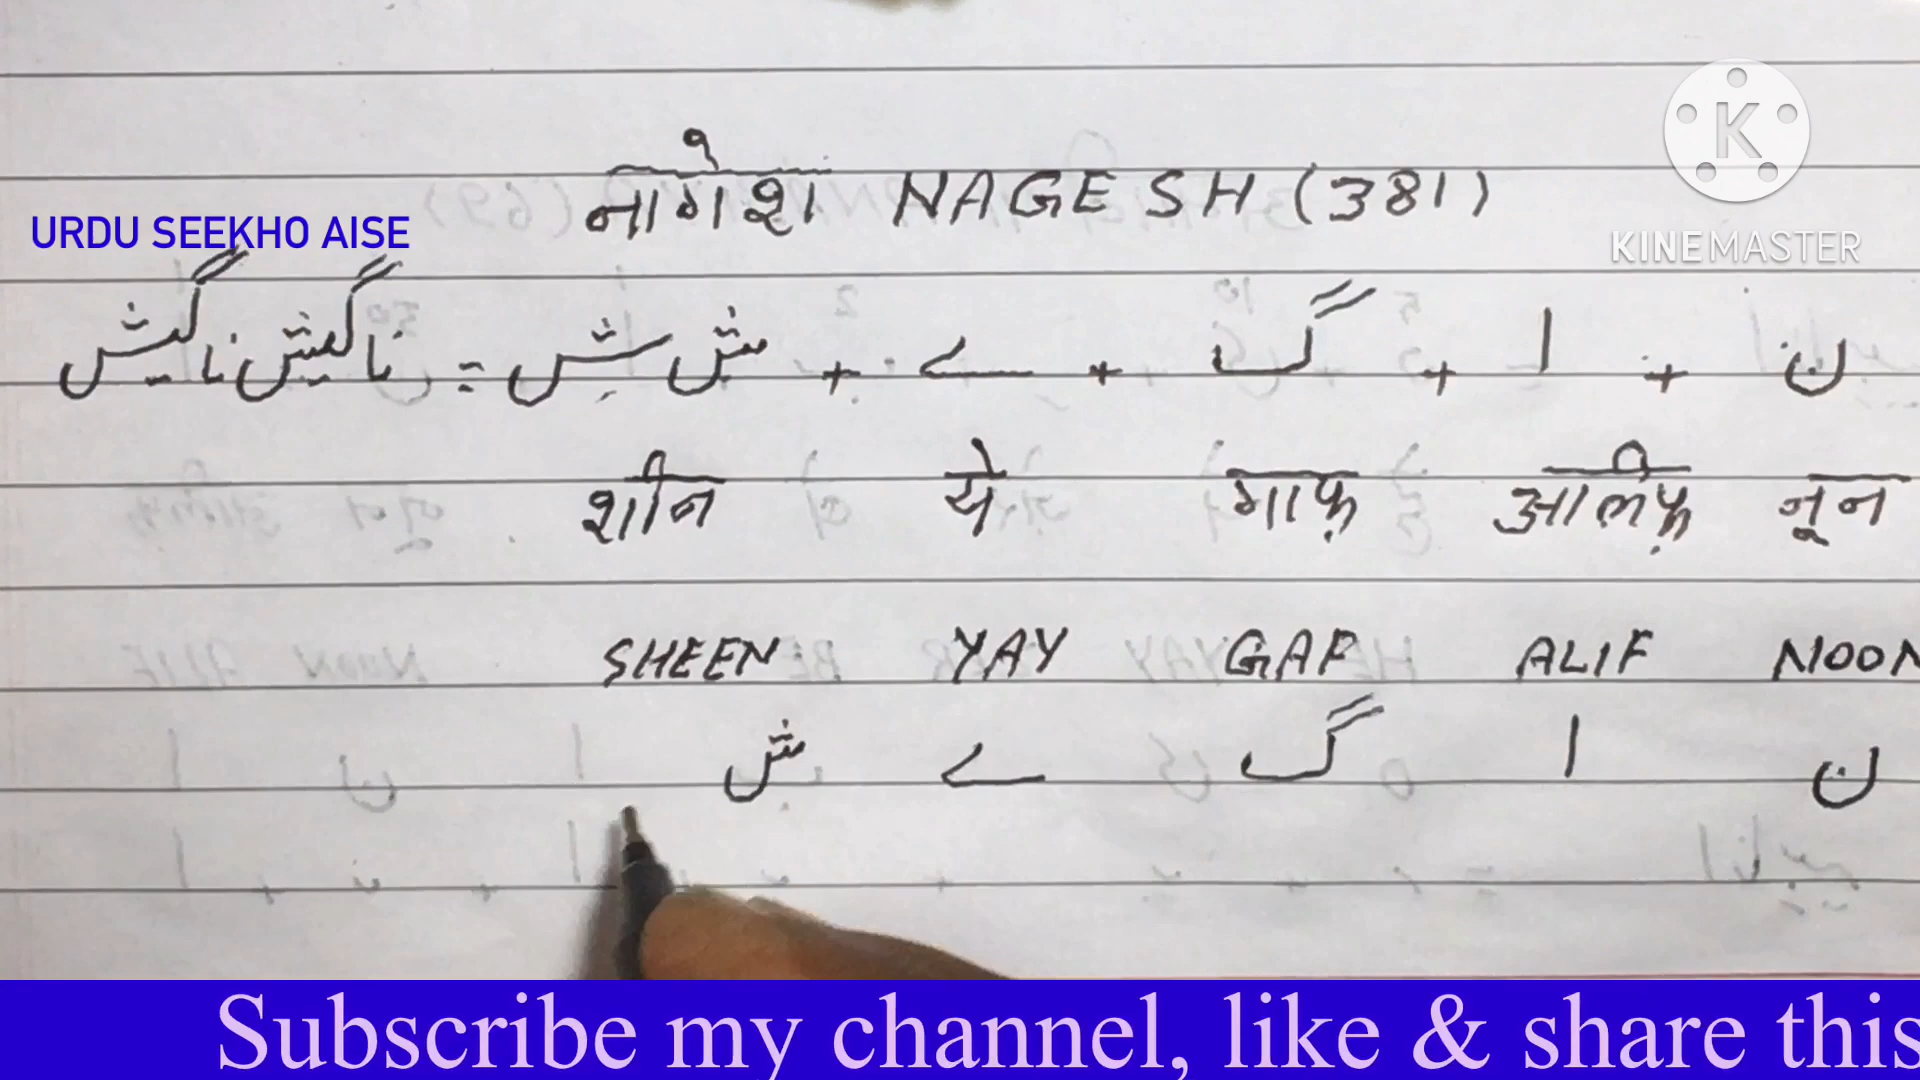 नागेश NAGESH (381)
URDU SEEKHO AISE
KINEMASTER
ن + ا + گ + ے + ش ش = ناگیش ناگیش
शीन ये गाफ़ अलिफ़ नून
SHEEN YAY GAF ALIF NOON
ن ا گ ے ش
Subscribe my channel, like & share this